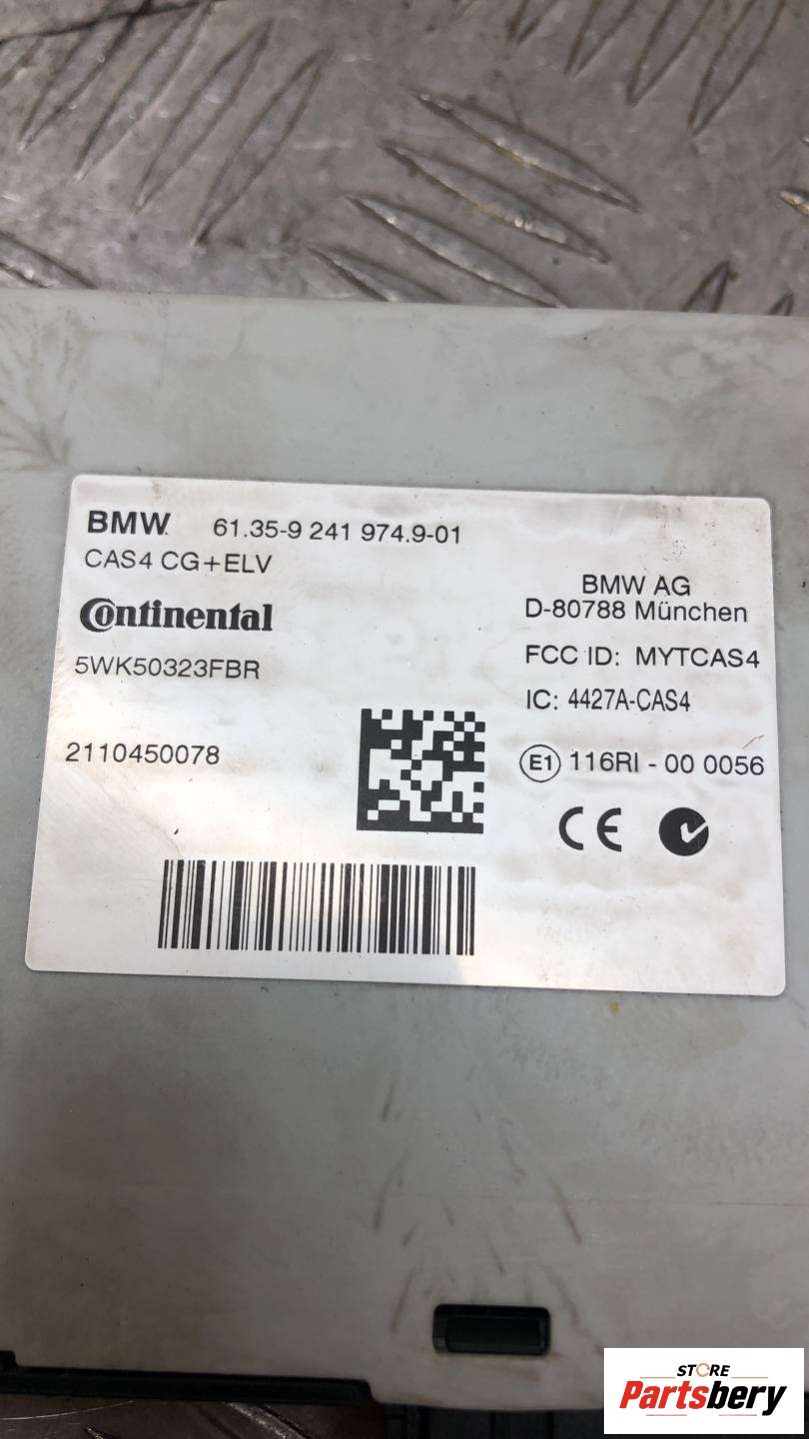 BMW 61.35-9 241 974.9-01
CAS4 CG+ELV
Continental
5WK50323FBR
2110450078
BMW AG
D-80788 München
FCC ID: MYTCAS4
IC: 4427A-CAS4
E1 116RI - 00 0056
CE
STORE
Partsbery